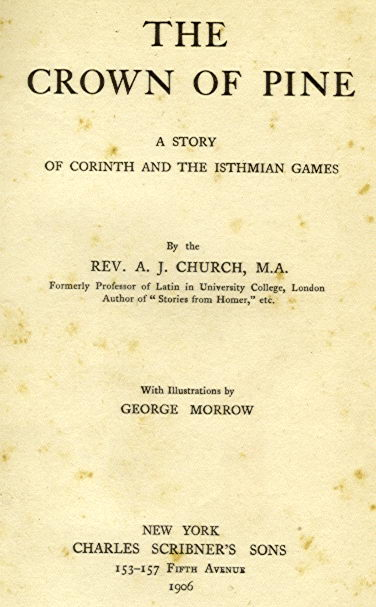 THE
CROWN OF PINE
A STORY
OF CORINTH AND THE ISTHMIAN GAMES
By the
REV. A. J. CHURCH, M.A.
Formerly Professor of Latin in University College, London
Author of "Stories from Homer," etc.
With Illustrations by
GEORGE MORROW
NEW YORK
CHARLES SCRIBNER'S SONS
153-157 FIFTH AVENUE
1906